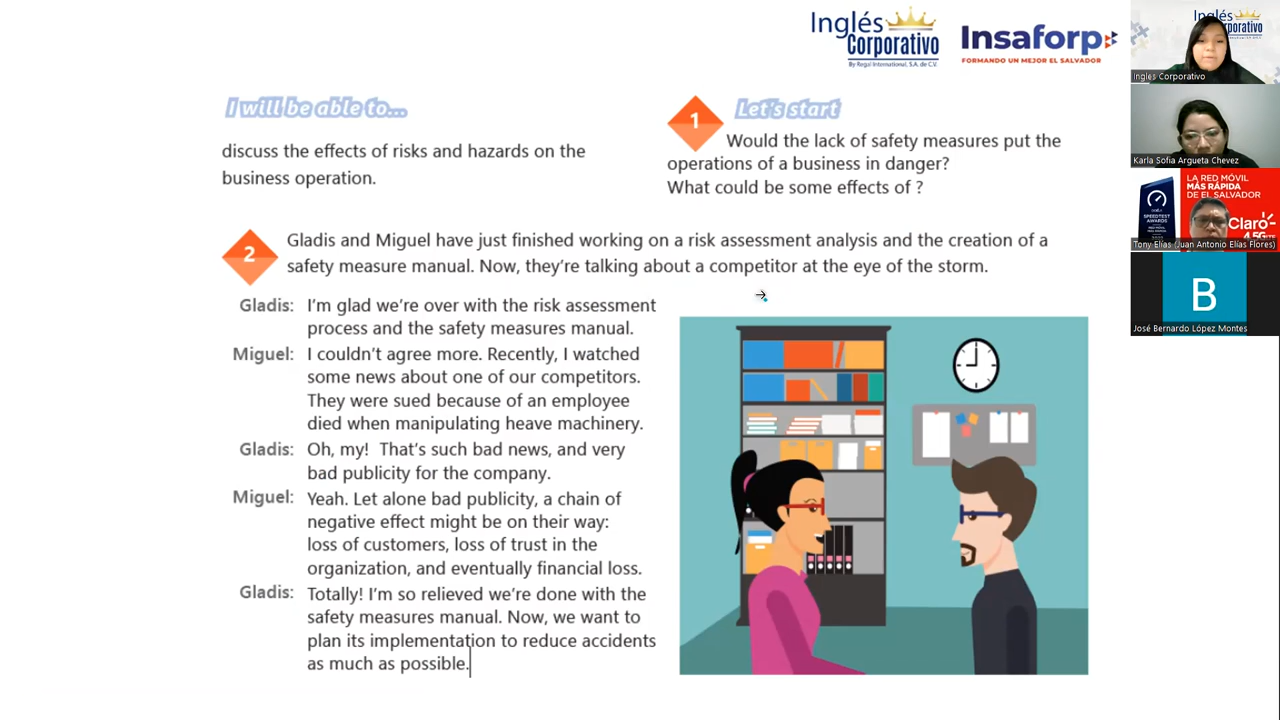 Inglés
Corporativo
By Regal International, S.A. de C.V.
Insaforp
FORMANDO UN MEJOR EL SALVADOR
I will be able to...
discuss the effects of risks and hazards on the
business operation.
1
Let's start
Would the lack of safety measures put the
operations of a business in danger?
What could be some effects of ?
2
Gladis and Miguel have just finished working on a risk assessment analysis and the creation of a
safety measure manual. Now, they're talking about a competitor at the eye of the storm.
Gladis: I'm glad we're over with the risk assessment
process and the safety measures manual.
Miguel: I couldn't agree more. Recently, I watched
some news about one of our competitors.
They were sued because of an employee
died when manipulating heave machinery.
Gladis: Oh, my! That's such bad news, and very
bad publicity for the company.
Miguel: Yeah. Let alone bad publicity, a chain of
negative effect might be on their way:
loss of customers, loss of trust in the
organization, and eventually financial loss.
Gladis: Totally! I'm so relieved we're done with the
safety measures manual. Now, we want to
plan its implementation to reduce accidents
as much as possible.
Inglés
Corporativo
Inglés Corporativo
Karla Sofia Argueta Chevez
LA RED MÓVIL
MÁS RÁPIDA
DE EL SALVADOR
SPEEDTEST
AWARDS
Claro
4.5G
Tony Elías (Juan Antonio Elías Flores)
B
José Bernardo López Montes